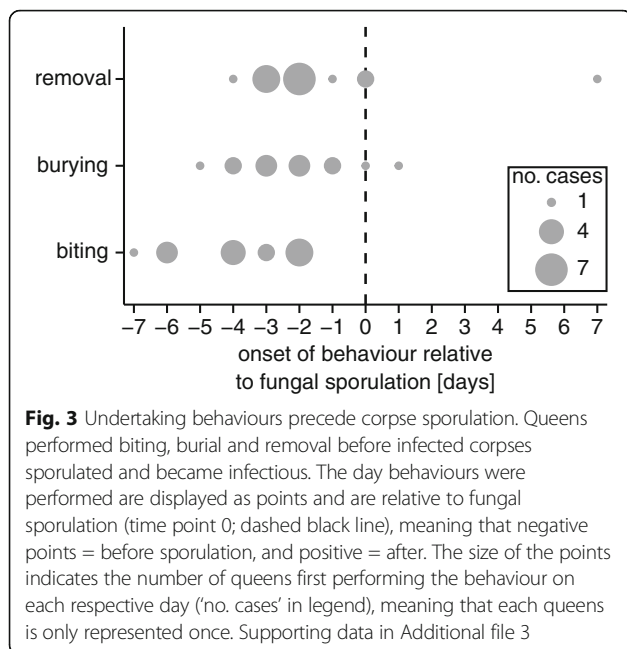 removal
burying
biting
no. cases
1
4
7
−7 −6 −5 −4 −3 −2 −1 0 1 2 3 4 5 6 7
onset of behaviour relative
to fungal sporulation [days]
Fig. 3 Undertaking behaviours precede corpse sporulation. Queens
performed biting, burial and removal before infected corpses
sporulated and became infectious. The day behaviours were
performed are displayed as points and are relative to fungal
sporulation (time point 0; dashed black line), meaning that negative
points = before sporulation, and positive = after. The size of the points
indicates the number of queens first performing the behaviour on
each respective day (‘no. cases’ in legend), meaning that each queens
is only represented once. Supporting data in Additional file 3